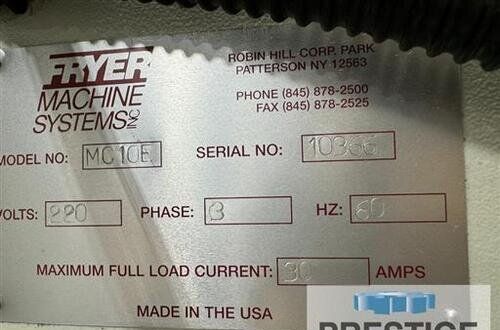 FRYER
MACHINE
SYSTEMS INC
ROBIN HILL CORP. PARK
PATTERSON NY 12563
PHONE (845) 878-2500
FAX (845) 878-2525
MODEL NO: MC10E
SERIAL NO: 10366
VOLTS: 220
PHASE: 3
HZ: 60
MAXIMUM FULL LOAD CURRENT: 30 AMPS
MADE IN THE USA
PRESTIGE